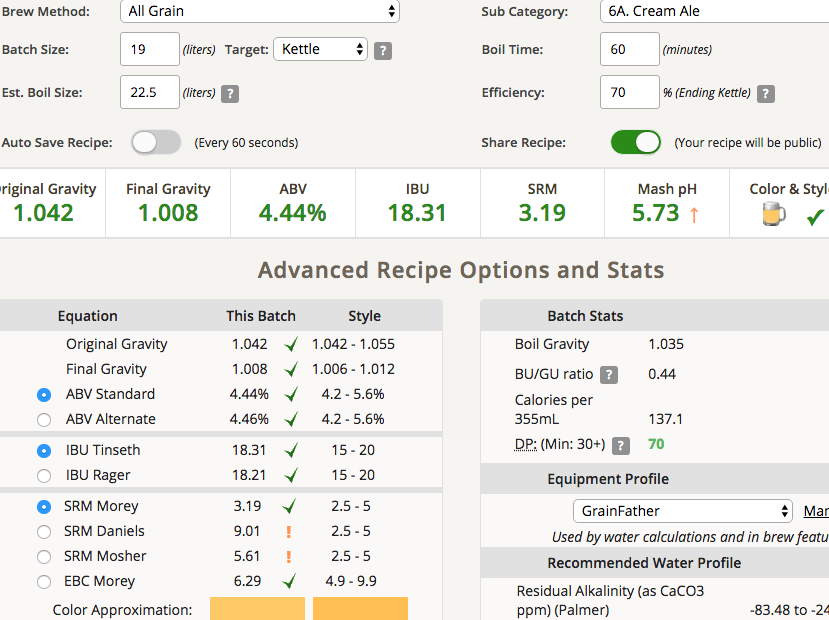 Brew Method: All Grain Sub Category: 6A. Cream Ale
Batch Size: 19 (liters) Target: Kettle ? Boil Time: 60 (minutes)
Est. Boil Size: 22.5 (liters) ? Efficiency: 70 % (Ending Kettle) ?
Auto Save Recipe: (Every 60 seconds) Share Recipe: (Your recipe will be public)
riginal Gravity Final Gravity ABV IBU SRM Mash pH Color & Style
1.042 1.008 4.44% 18.31 3.19 5.73 ↑
Advanced Recipe Options and Stats
Equation This Batch Style
Original Gravity 1.042 1.042 - 1.055
Final Gravity 1.008 1.006 - 1.012
ABV Standard 4.44% 4.2 - 5.6%
ABV Alternate 4.46% 4.2 - 5.6%
IBU Tinseth 18.31 15 - 20
IBU Rager 18.21 15 - 20
SRM Morey 3.19 2.5 - 5
SRM Daniels 9.01 ! 2.5 - 5
SRM Mosher 5.61 ! 2.5 - 5
EBC Morey 6.29 4.9 - 9.9
Color Approximation:
Batch Stats
Boil Gravity 1.035
BU/GU ratio ? 0.44
Calories per
355mL 137.1
DP: (Min: 30+) ? 70
Equipment Profile
GrainFather Mar
Used by water calculations and in brew featu
Recommended Water Profile
Residual Alkalinity (as CaCO3
ppm) (Palmer) -83.48 to -24